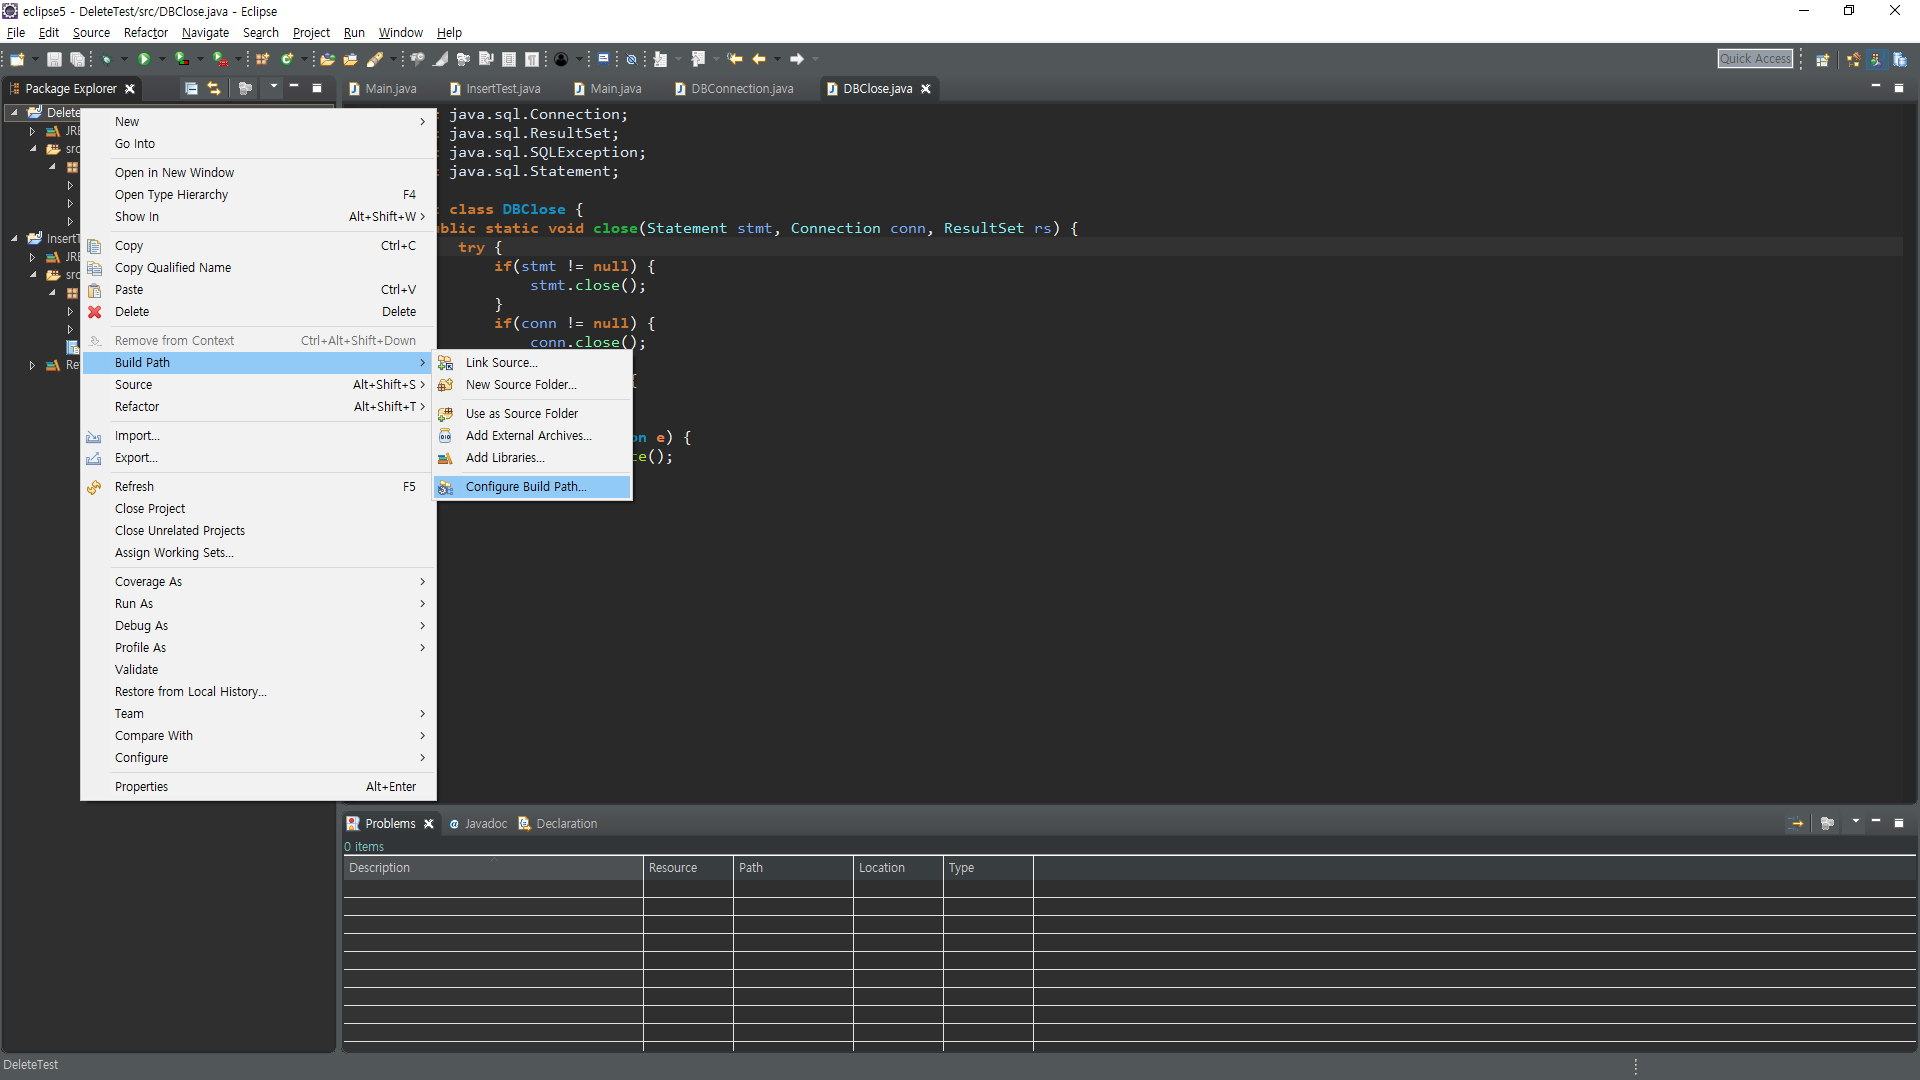 eclipse5 - DeleteTest/src/DBClose.java - Eclipse
File Edit Source Refactor Navigate Search Project Run Window Help
Quick Access
Package Explorer
Main.java InsertTest.java Main.java DBConnection.java DBClose.java
Delete
JRE
src
InsertT
JRE
src
Re
New
Go Into
Open in New Window
Open Type Hierarchy F4
Show In Alt+Shift+W
Copy Ctrl+C
Copy Qualified Name
Paste Ctrl+V
Delete Delete
Remove from Context Ctrl+Alt+Shift+Down
Build Path
Source Alt+Shift+S
Refactor Alt+Shift+T
Import...
Export...
Refresh F5
Close Project
Close Unrelated Projects
Assign Working Sets...
Coverage As
Run As
Debug As
Profile As
Validate
Restore from Local History...
Team
Compare With
Configure
Properties Alt+Enter
Link Source...
New Source Folder...
Use as Source Folder
Add External Archives...
Add Libraries...
Configure Build Path...
java.sql.Connection;
java.sql.ResultSet;
java.sql.SQLException;
java.sql.Statement;
class DBClose {
blic static void close(Statement stmt, Connection conn, ResultSet rs) {
try {
if(stmt != null) {
stmt.close();
}
if(conn != null) {
conn.close();
{
on e) {
ce();
Problems Javadoc Declaration
0 items
Description Resource Path Location Type
DeleteTest